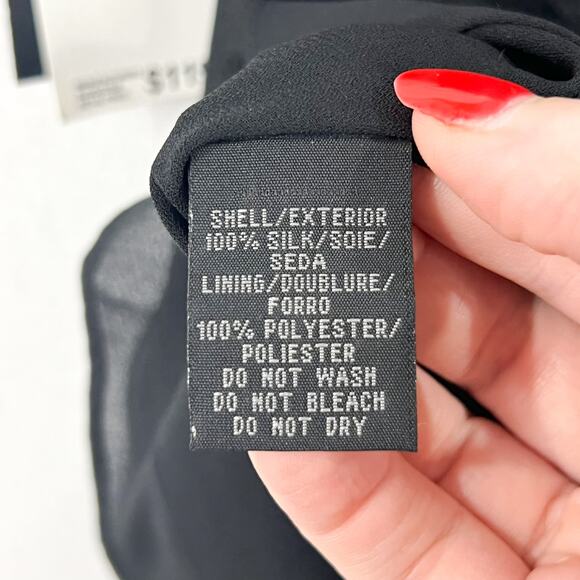 SHELL/EXTERIOR
100% SILK/SOIE/
SEDA
LINING/DOUBLURE/
FORRO
100% POLYESTER/
POLIESTER
DO NOT WASH
DO NOT BLEACH
DO NOT DRY